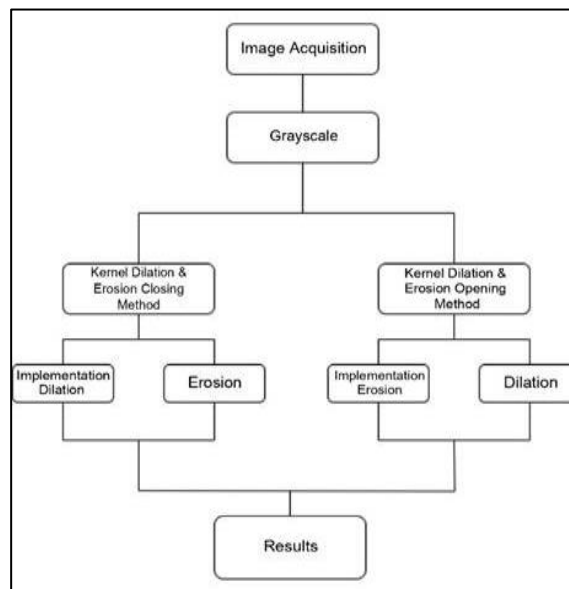 Image Acquisition
Grayscale
Kernel Dilation &
Erosion Closing
Method
Kernel Dilation &
Erosion Opening
Method
Implementation
Dilation
Erosion
Implementation
Erosion
Dilation
Results